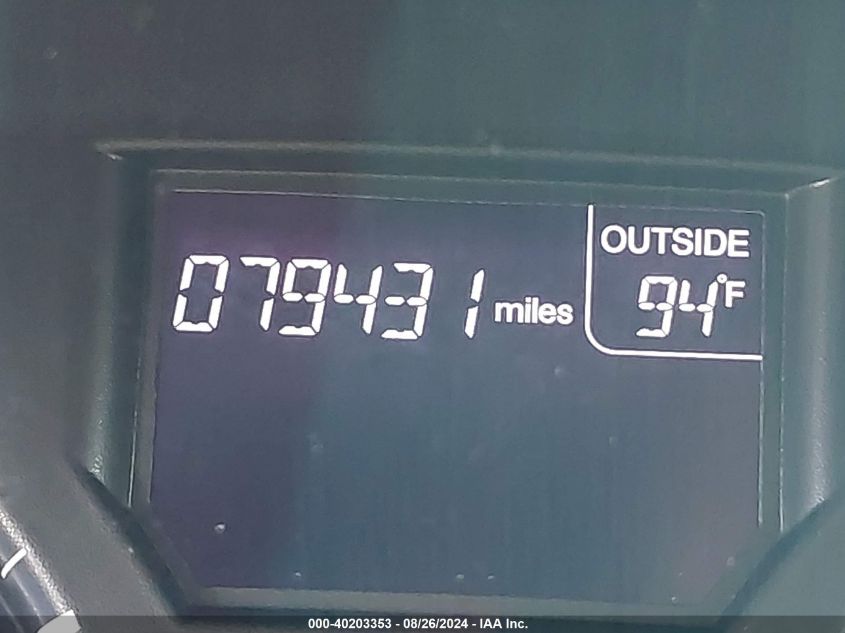 OUTSIDE
079431 miles 94°F
000-40203353 - 08/26/2024 - IAA Inc.